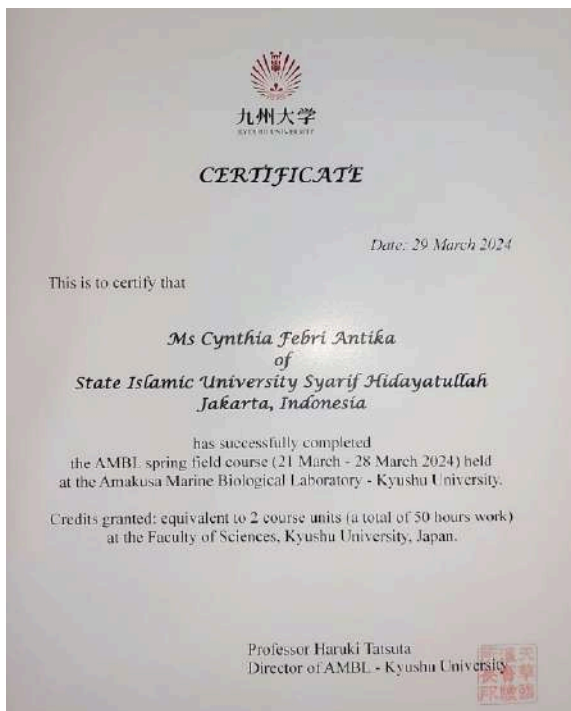 九州大学
KYUSHU UNIVERSITY
CERTIFICATE
Date: 29 March 2024
This is to certify that
Ms Cynthia Febri Antika
of
State Islamic University Syarif Hidayatullah
Jakarta, Indonesia
has successfully completed
the AMBL spring field course (21 March - 28 March 2024) held
at the Amakusa Marine Biological Laboratory - Kyushu University.
Credits granted: equivalent to 2 course units (a total of 50 hours work)
at the Faculty of Sciences, Kyushu University, Japan.
Professor Haruki Tatsuta
Director of AMBL - Kyushu University